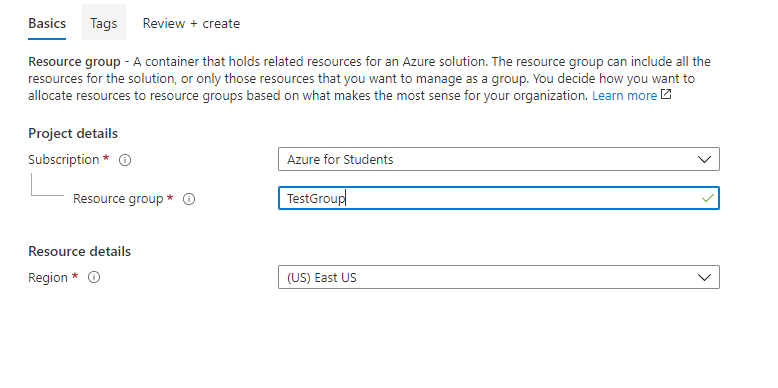 Basics Tags Review + create
Resource group - A container that holds related resources for an Azure solution. The resource group can include all the
resources for the solution, or only those resources that you want to manage as a group. You decide how you want to
allocate resources to resource groups based on what makes the most sense for your organization. Learn more
Project details
Subscription * Azure for Students
Resource group * TestGroup
Resource details
Region * (US) East US